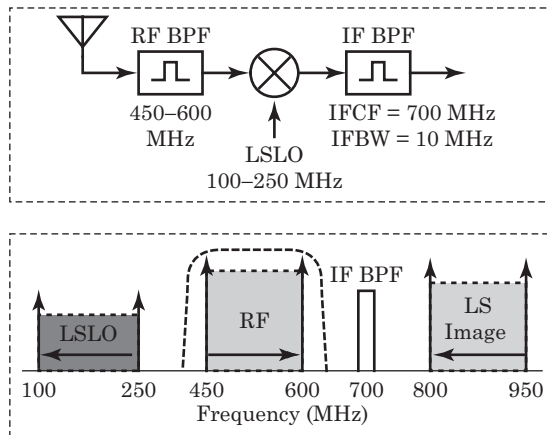 RF BPF
IF BPF
450–600
MHz
IFCF = 700 MHz
IFBW = 10 MHz
LSLO
100–250 MHz
IF BPF
LSLO
RF
LS
Image
100
250
450
600
700
800
950
Frequency (MHz)